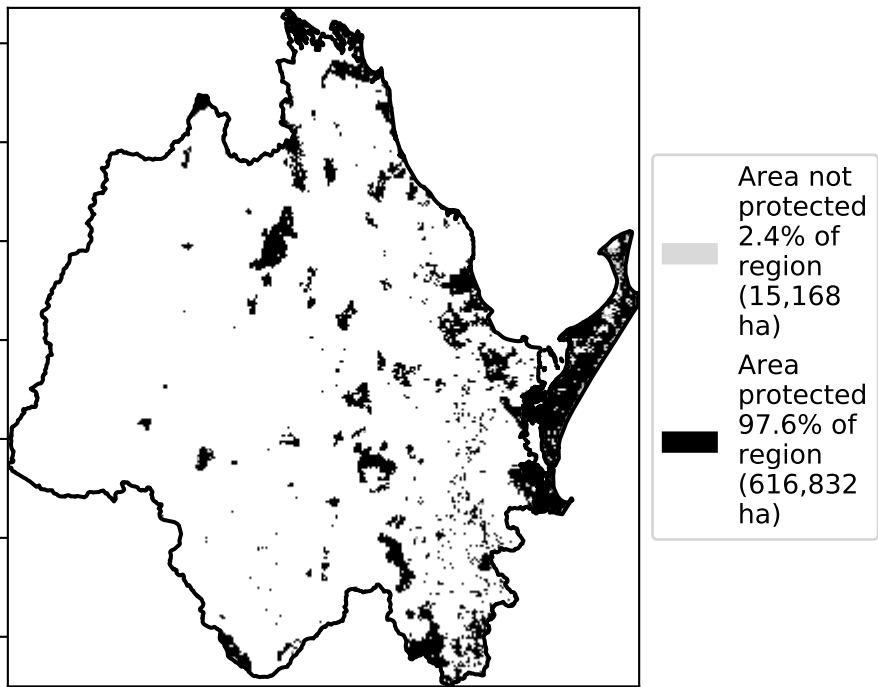 Area not
protected
2.4% of
region
(15,168
ha)
Area
protected
97.6% of
region
(616,832
ha)